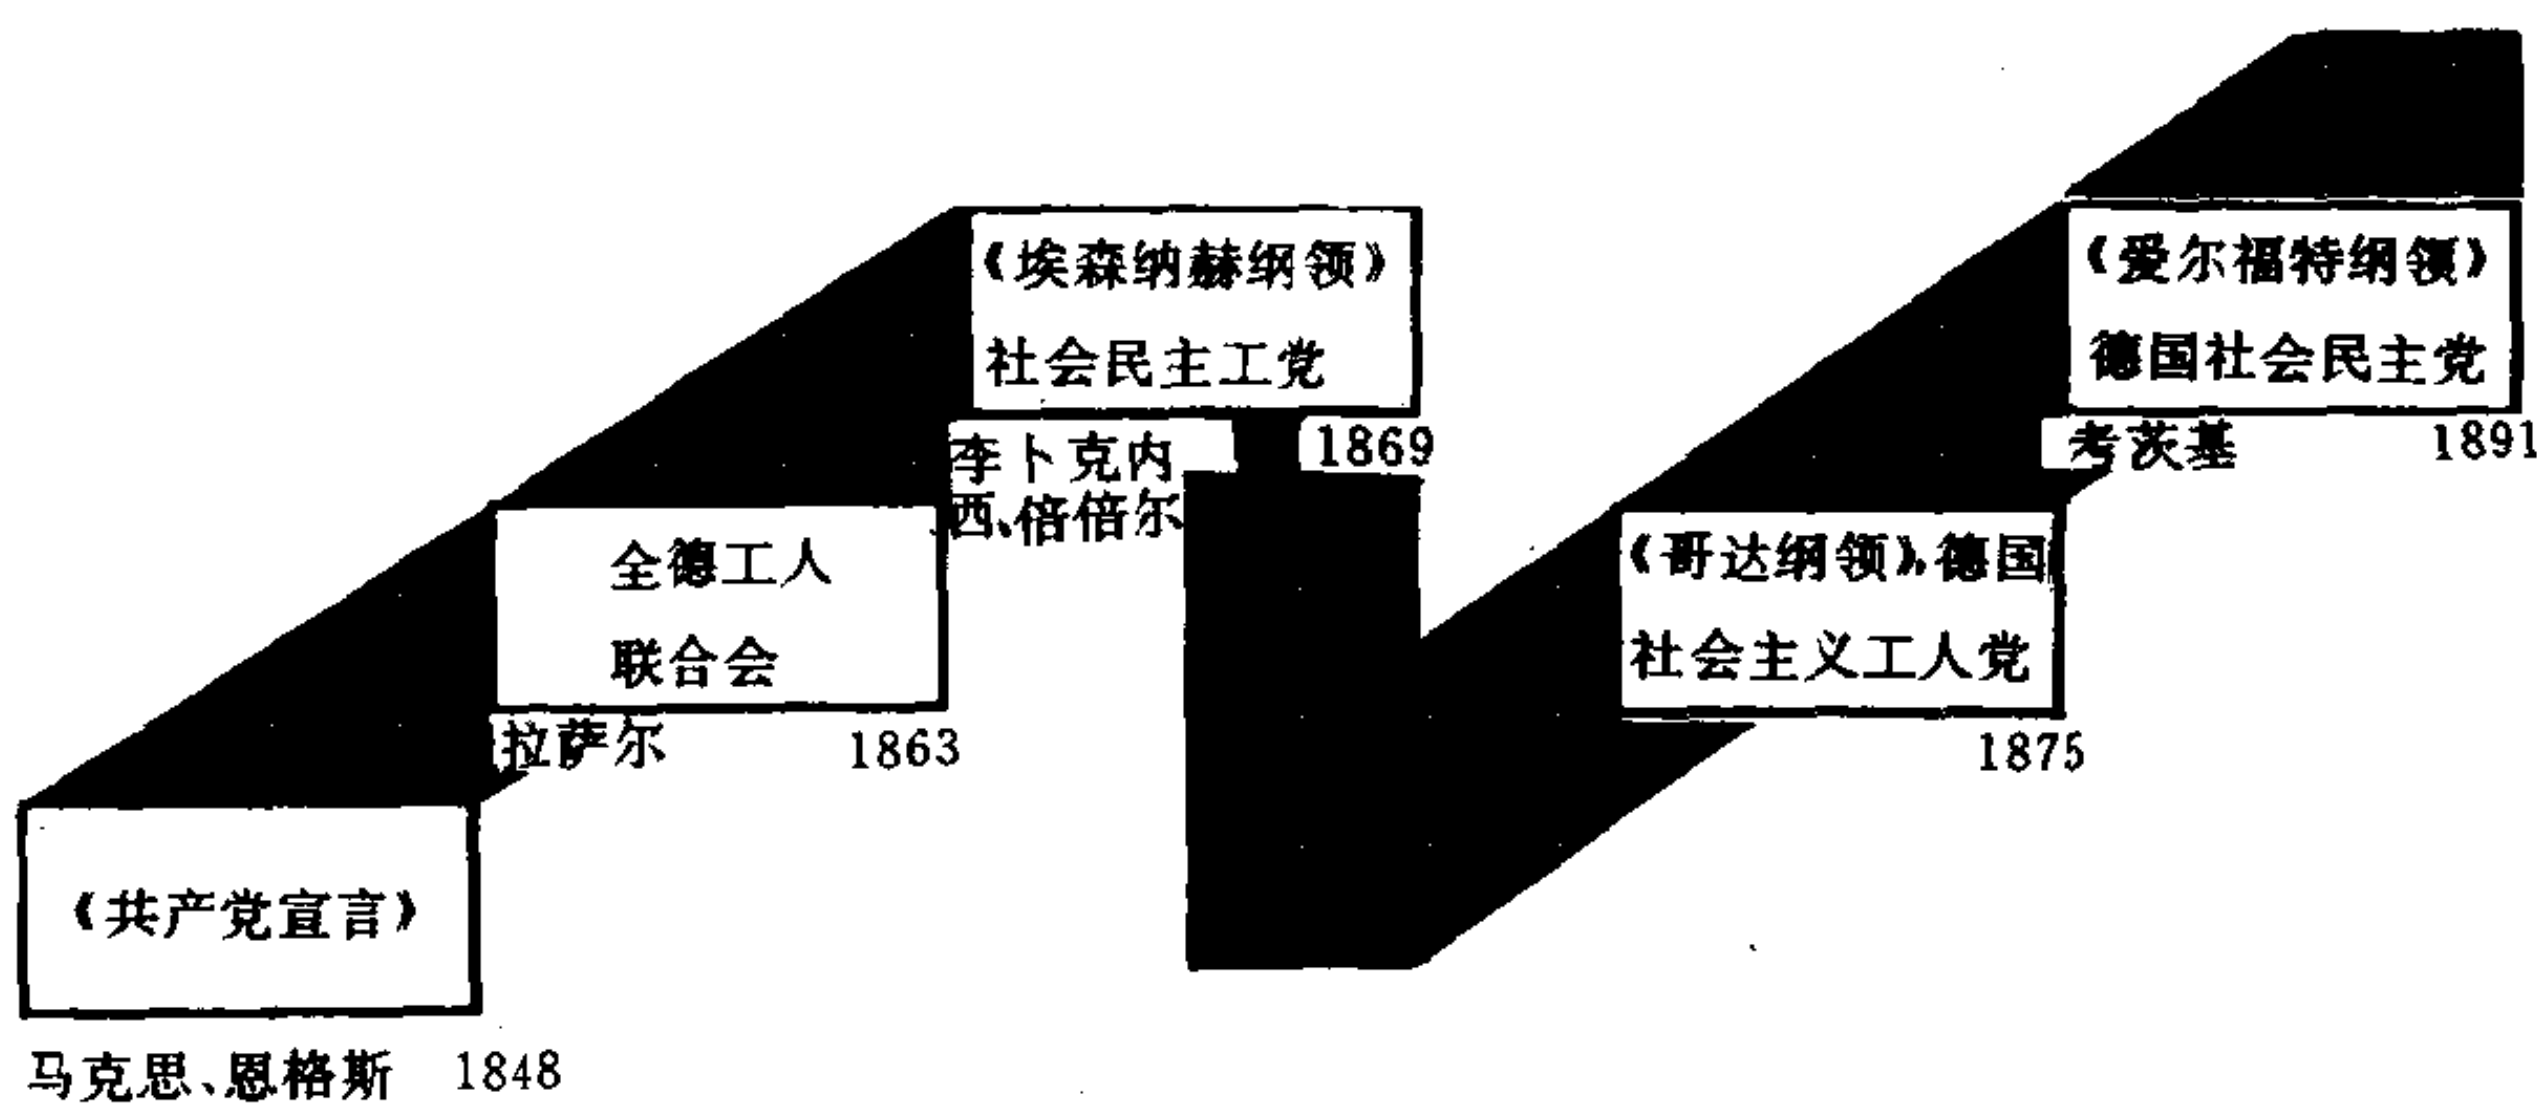 《共产党宣言》
马克思、恩格斯 1848
全德工人
联合会
拉萨尔 1863
《埃森纳赫纲领》
社会民主工党
李卜克内
西、倍倍尔
1869
《哥达纲领》,德国
社会主义工人党
1875
《爱尔福特纲领》
德国社会民主党
考茨基 1891